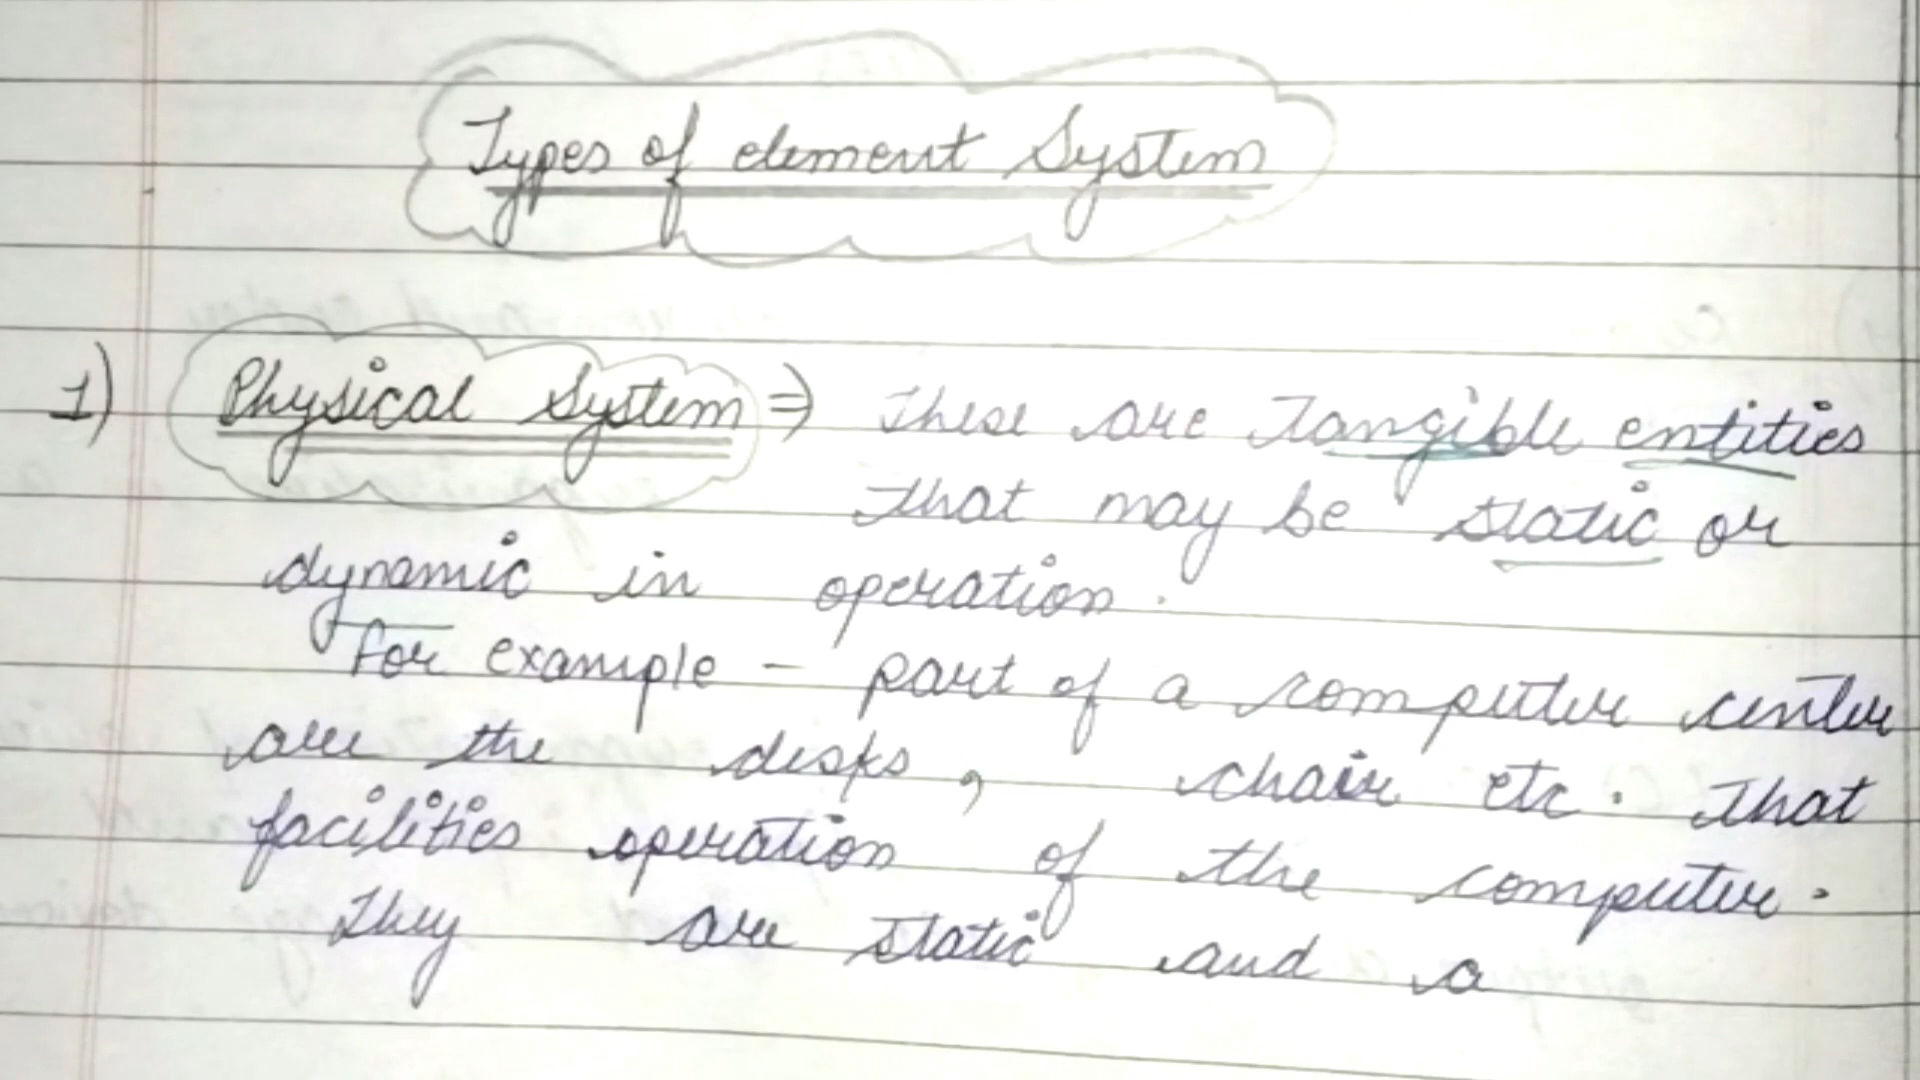 Types of element System
1) Physical System ⇒ These are Tangible entities
that may be static or
dynamic in operation.
For example – part of a computer center
are the desks, chair etc. That
facilities operation of the computer.
They are static and a